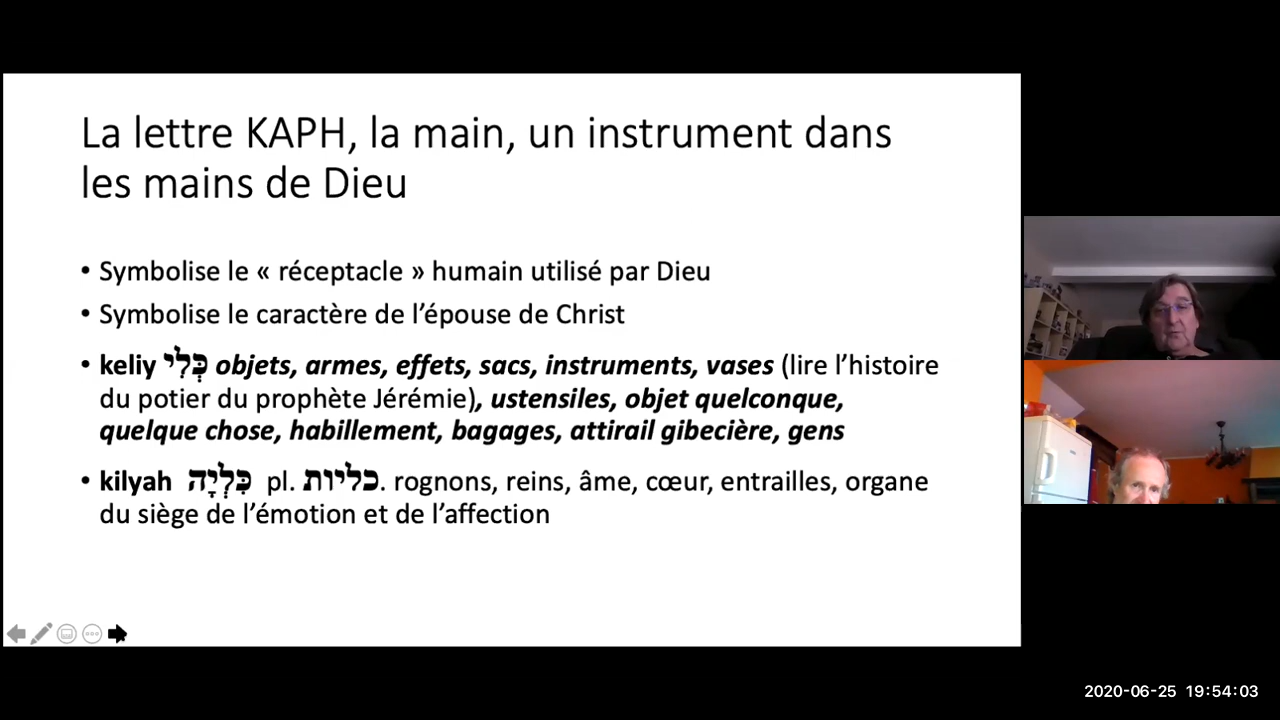 La lettre KAPH, la main, un instrument dans
les mains de Dieu
• Symbolise le « réceptacle » humain utilisé par Dieu
• Symbolise le caractère de l’épouse de Christ
• keliy כְּלִי objets, armes, effets, sacs, instruments, vases (lire l’histoire
du potier du prophète Jérémie), ustensiles, objet quelconque,
quelque chose, habillement, bagages, attirail gibecière, gens
• kilyah כִּלְיָה pl. כליות. rognons, reins, âme, cœur, entrailles, organe
du siège de l’émotion et de l’affection
2020-06-25 19:54:03